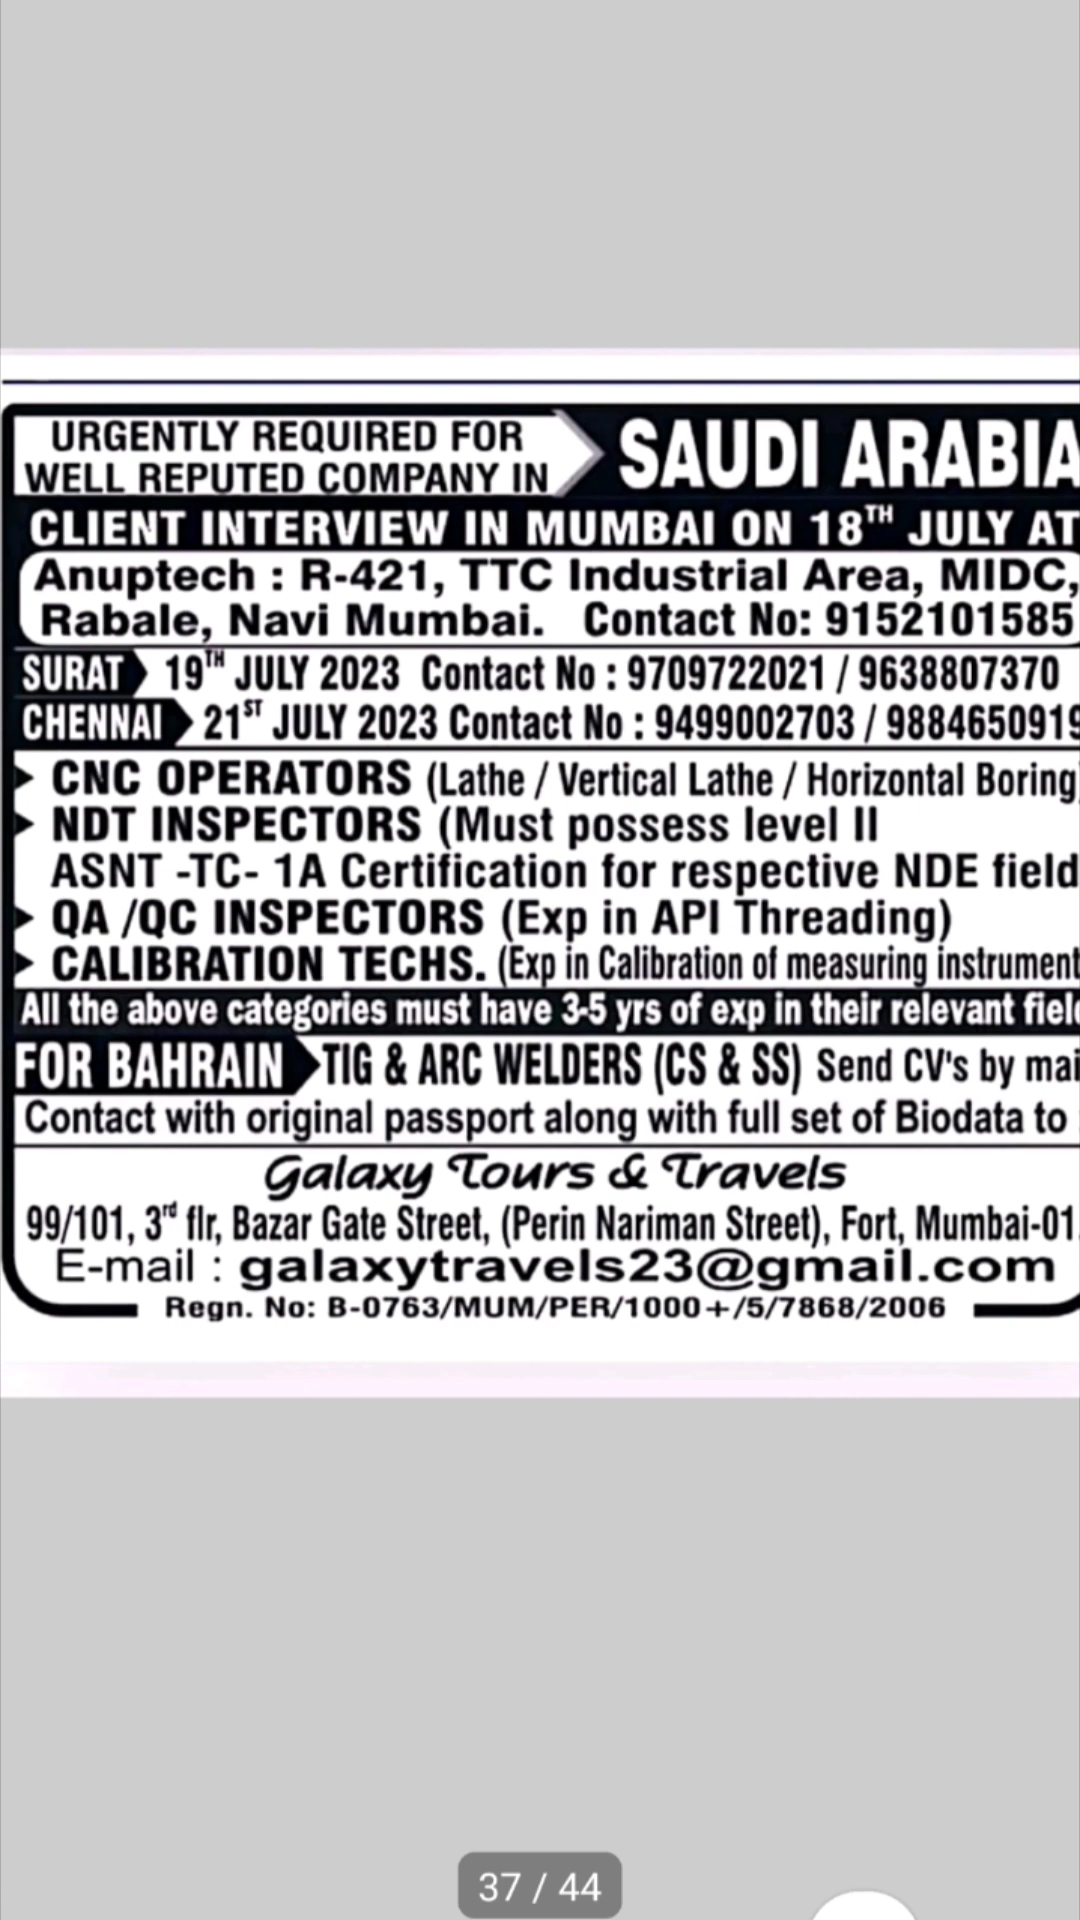 URGENTLY REQUIRED FOR
WELL REPUTED COMPANY IN
SAUDI ARABIA
CLIENT INTERVIEW IN MUMBAI ON 18TH JULY AT
Anuptech : R-421, TTC Industrial Area, MIDC,
Rabale, Navi Mumbai. Contact No: 9152101585
SURAT 19TH JULY 2023 Contact No : 9709722021 / 9638807370
CHENNAI 21ST JULY 2023 Contact No : 9499002703 / 9884650919
CNC OPERATORS (Lathe / Vertical Lathe / Horizontal Boring)
NDT INSPECTORS (Must possess level II
ASNT -TC- 1A Certification for respective NDE field
QA /QC INSPECTORS (Exp in API Threading)
CALIBRATION TECHS. (Exp in Calibration of measuring instrument
All the above categories must have 3-5 yrs of exp in their relevant fiel
FOR BAHRAIN TIG & ARC WELDERS (CS & SS) Send CV's by mai
Contact with original passport along with full set of Biodata to
Galaxy Tours & Travels
99/101, 3rd flr, Bazar Gate Street, (Perin Nariman Street), Fort, Mumbai-01.
E-mail : galaxytravels23@gmail.com
Regn. No: B-0763/MUM/PER/1000+/5/7868/2006
37 / 44